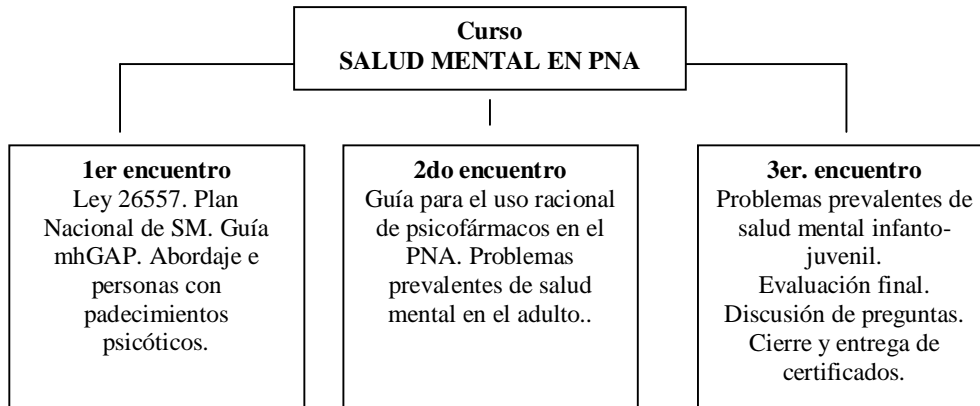 Curso
SALUD MENTAL EN PNA
1er encuentro
Ley 26557. Plan
Nacional de SM. Guía
mhGAP. Abordaje e
personas con
padecimientos
psicóticos.
2do encuentro
Guía para el uso racional
de psicofármacos en el
PNA. Problemas
prevalentes de salud
mental en el adulto..
3er. encuentro
Problemas prevalentes de
salud mental infanto-
juvenil.
Evaluación final.
Discusión de preguntas.
Cierre y entrega de
certificados.